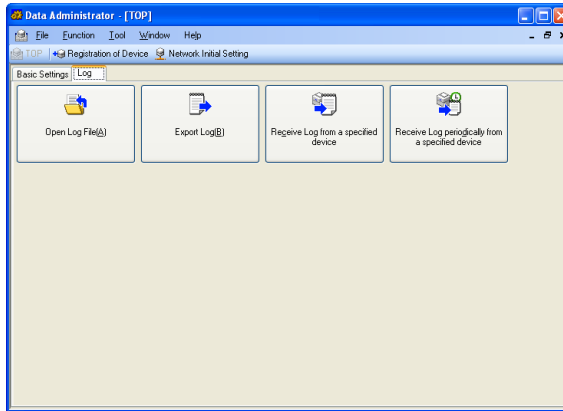 Data Administrator - [TOP]
File Function Tool Window Help
TOP Registration of Device Network Initial Setting
Basic Settings Log
Open Log File(A) Export Log(B) Receive Log from a specified device Receive Log periodically from a specified device